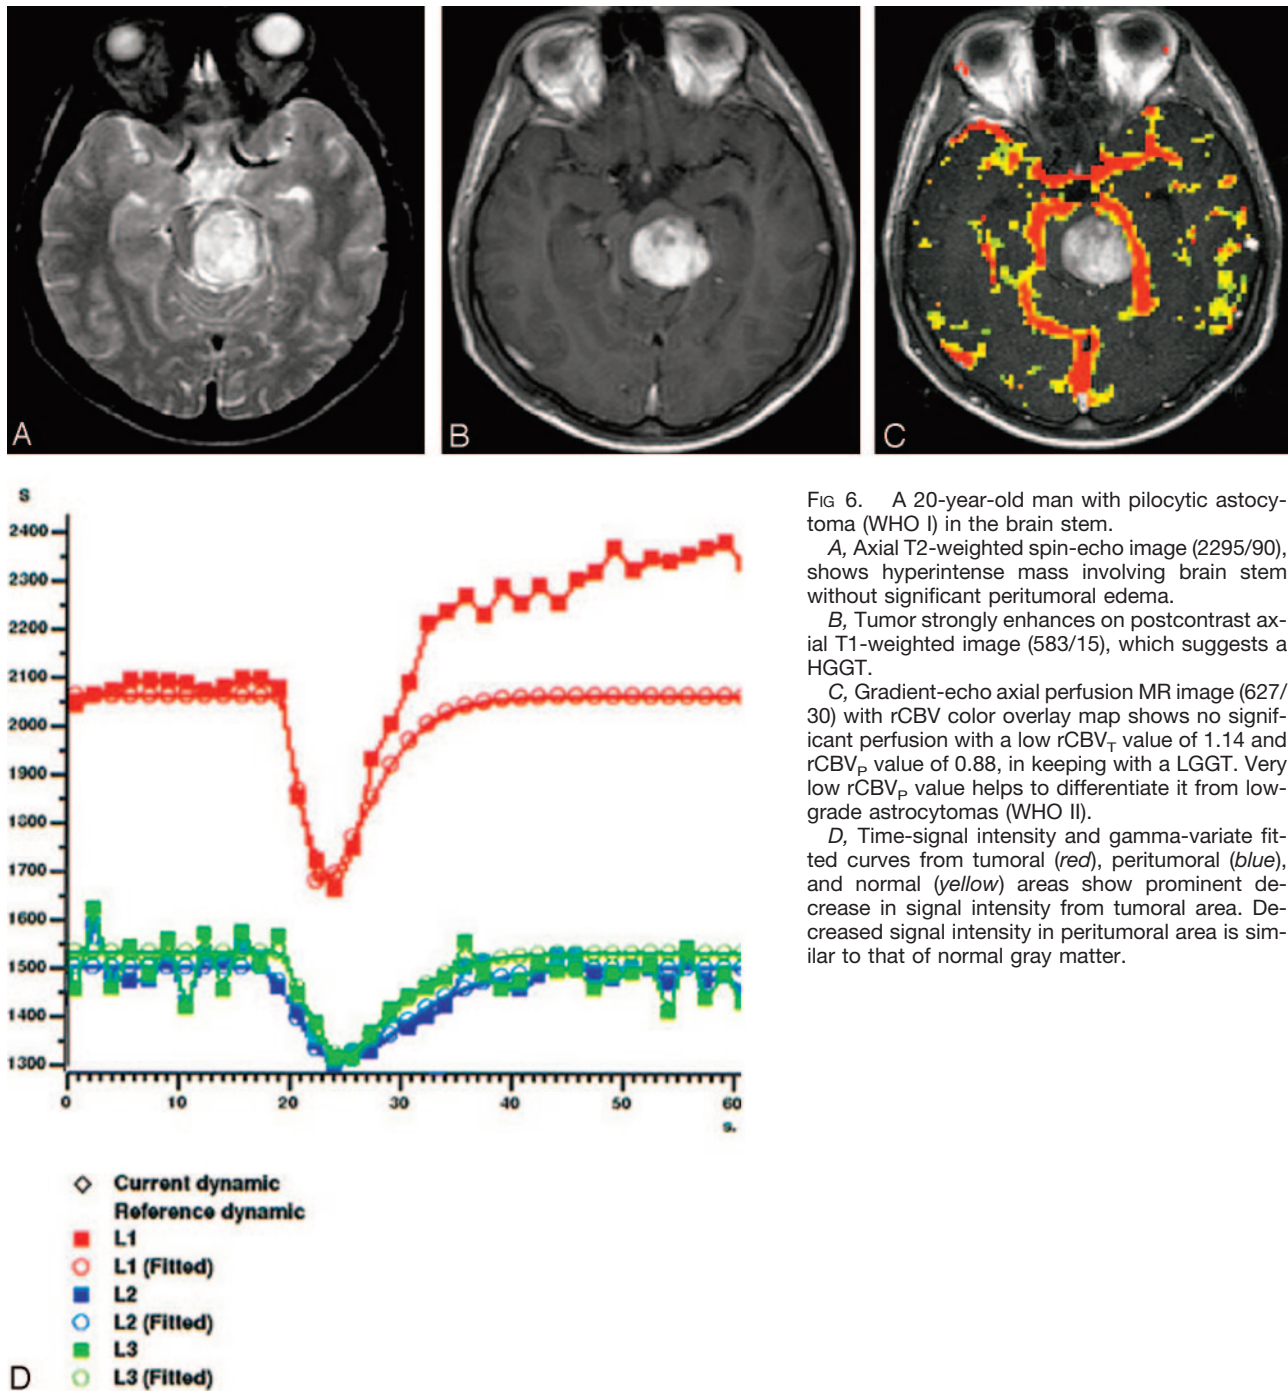 A
B
C
S
2400
2300
2200
2100
2000
1900
1800
1700
1600
1500
1400
1300
0
10
20
30
40
50
60
s.
Current dynamic
Reference dynamic
L1
L1 (Fitted)
L2
L2 (Fitted)
L3
L3 (Fitted)
D
FIG 6. A 20-year-old man with pilocytic astocy-
toma (WHO I) in the brain stem.
A, Axial T2-weighted spin-echo image (2295/90),
shows hyperintense mass involving brain stem
without significant peritumoral edema.
B, Tumor strongly enhances on postcontrast ax-
ial T1-weighted image (583/15), which suggests a
HGGT.
C, Gradient-echo axial perfusion MR image (627/
30) with rCBV color overlay map shows no signif-
icant perfusion with a low rCBVT value of 1.14 and
rCBVP value of 0.88, in keeping with a LGGT. Very
low rCBVP value helps to differentiate it from low-
grade astrocytomas (WHO II).
D, Time-signal intensity and gamma-variate fit-
ted curves from tumoral (red), peritumoral (blue),
and normal (yellow) areas show prominent de-
crease in signal intensity from tumoral area. De-
creased signal intensity in peritumoral area is sim-
ilar to that of normal gray matter.